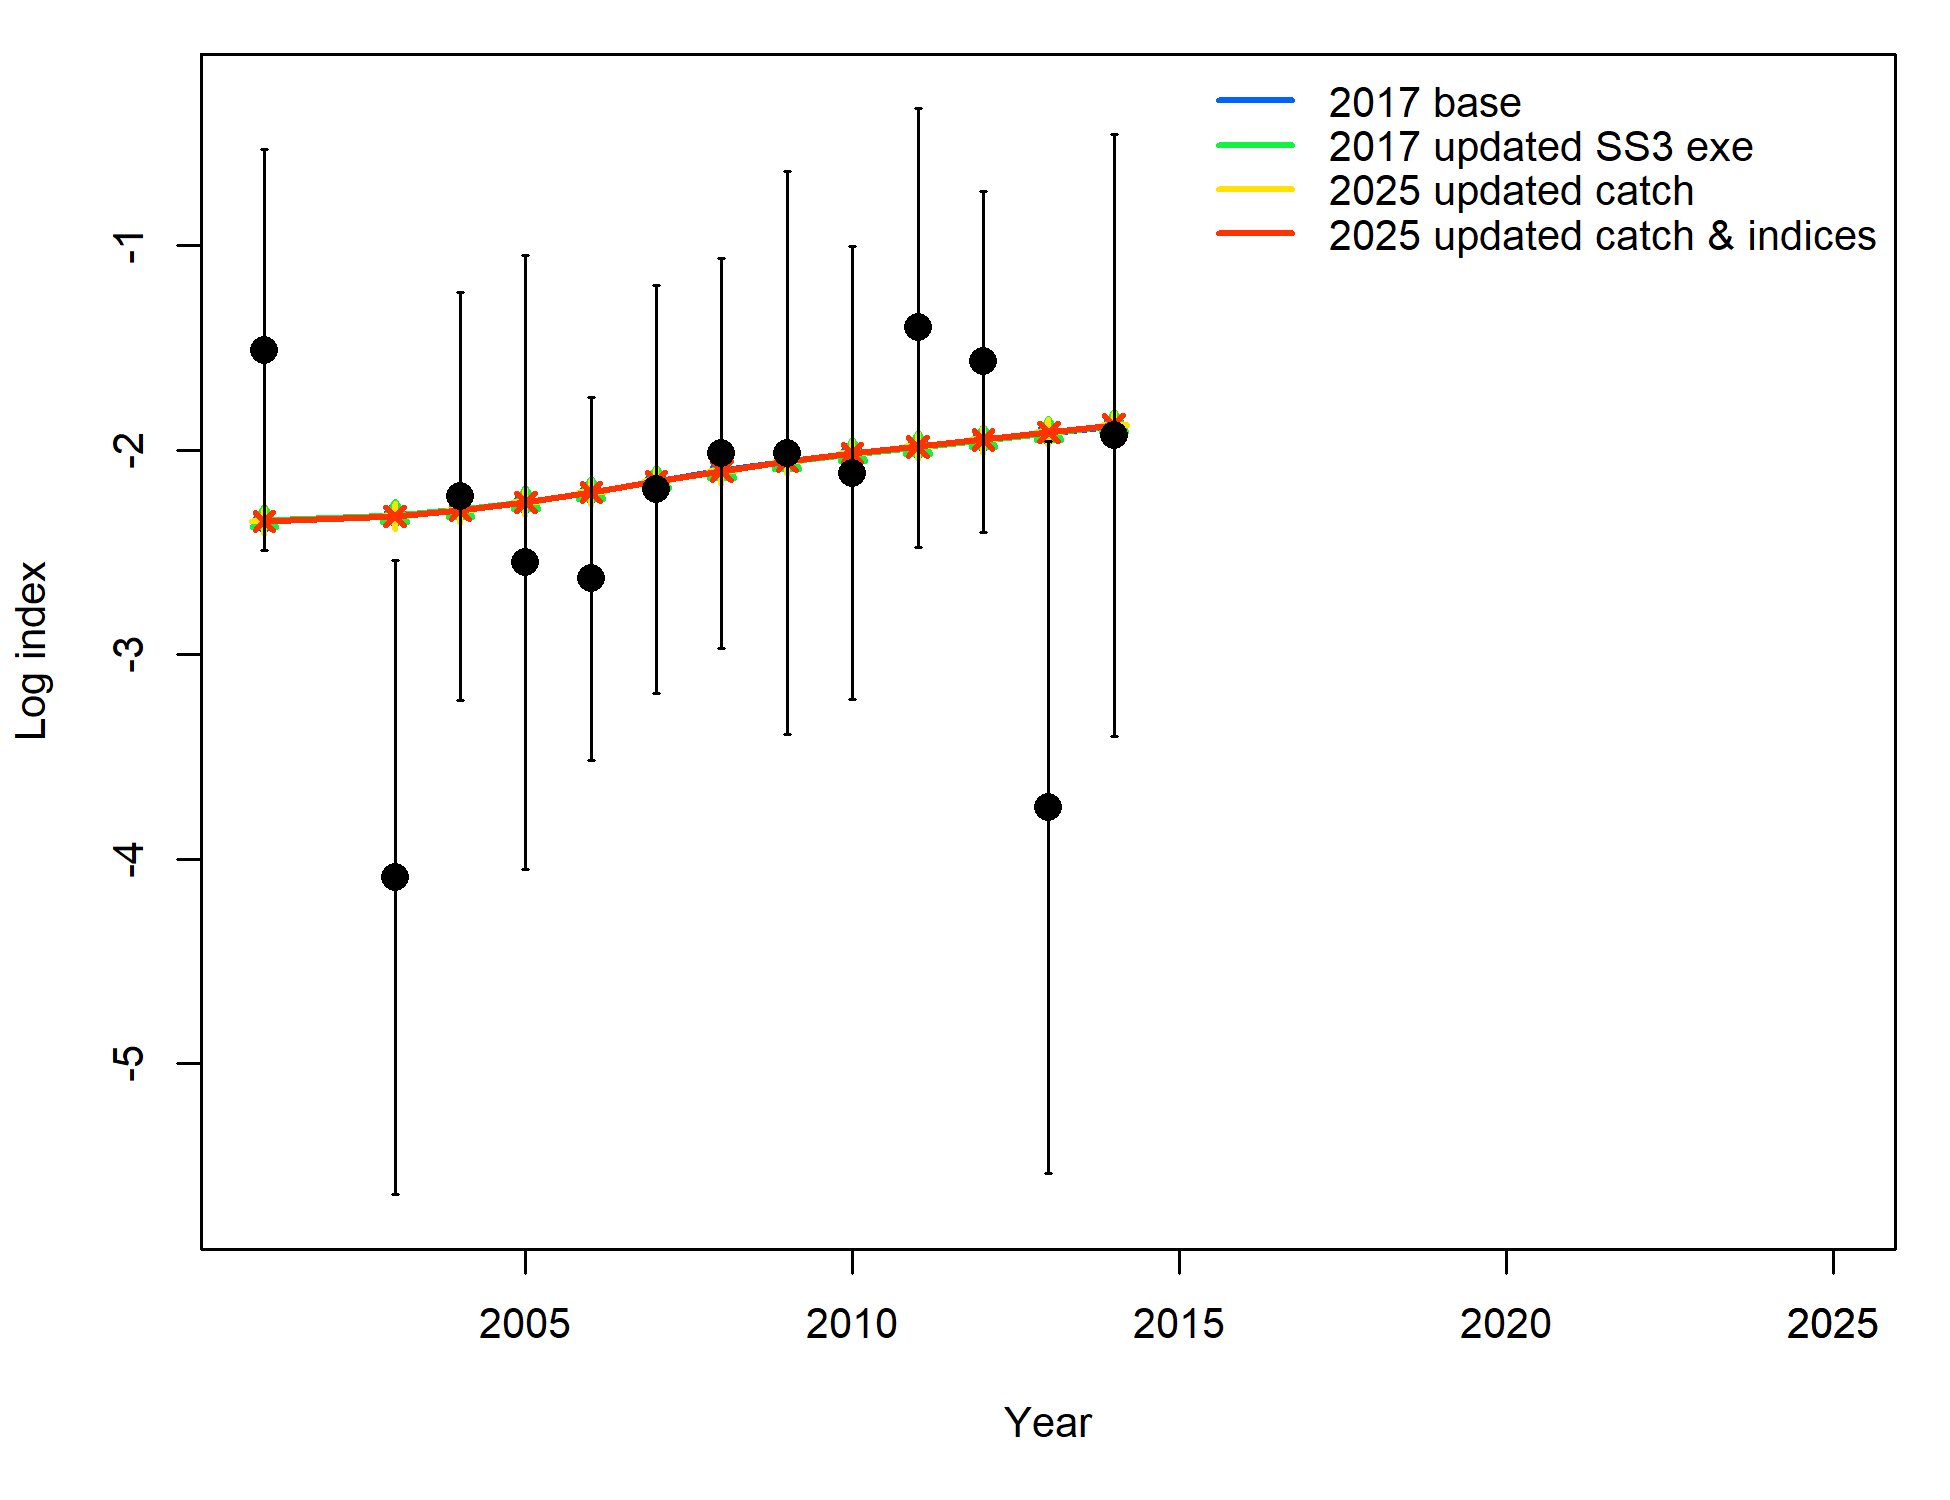 2017 base
2017 updated SS3 exe
2025 updated catch
2025 updated catch & indices
-1
-2
-3
-4
-5
Log index
2005
2010
2015
2020
2025
Year